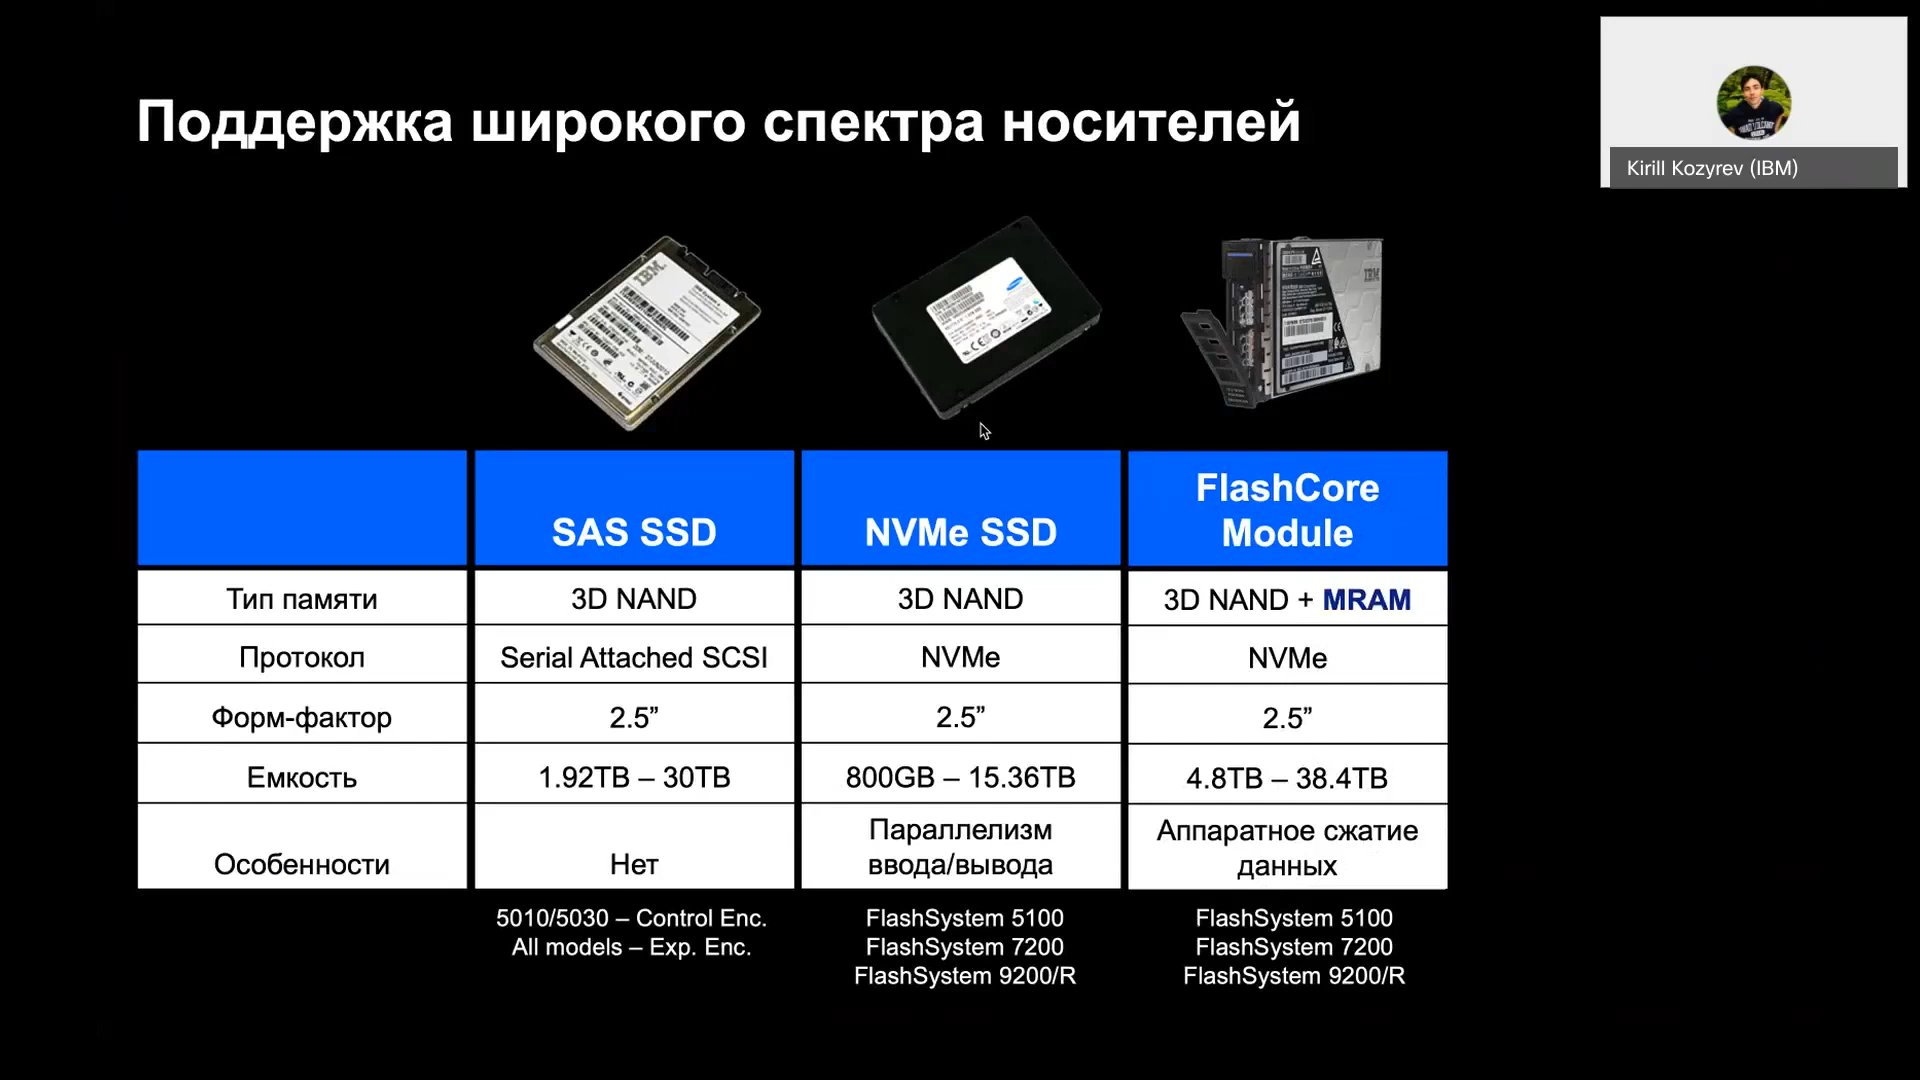 Поддержка широкого спектра носителей
Kirill Kozyrev (IBM)
IBM
IBM
SAS SSD
NVMe SSD
FlashCore
Module
Тип памяти
3D NAND
3D NAND
3D NAND + MRAM
Протокол
Serial Attached SCSI
NVMe
NVMe
Форм-фактор
2.5”
2.5”
2.5”
Емкость
1.92TB – 30TB
800GB – 15.36TB
4.8TB – 38.4TB
Особенности
Нет
Параллелизм
ввода/вывода
Аппаратное сжатие
данных
5010/5030 – Control Enc.
All models – Exp. Enc.
FlashSystem 5100
FlashSystem 7200
FlashSystem 9200/R
FlashSystem 5100
FlashSystem 7200
FlashSystem 9200/R